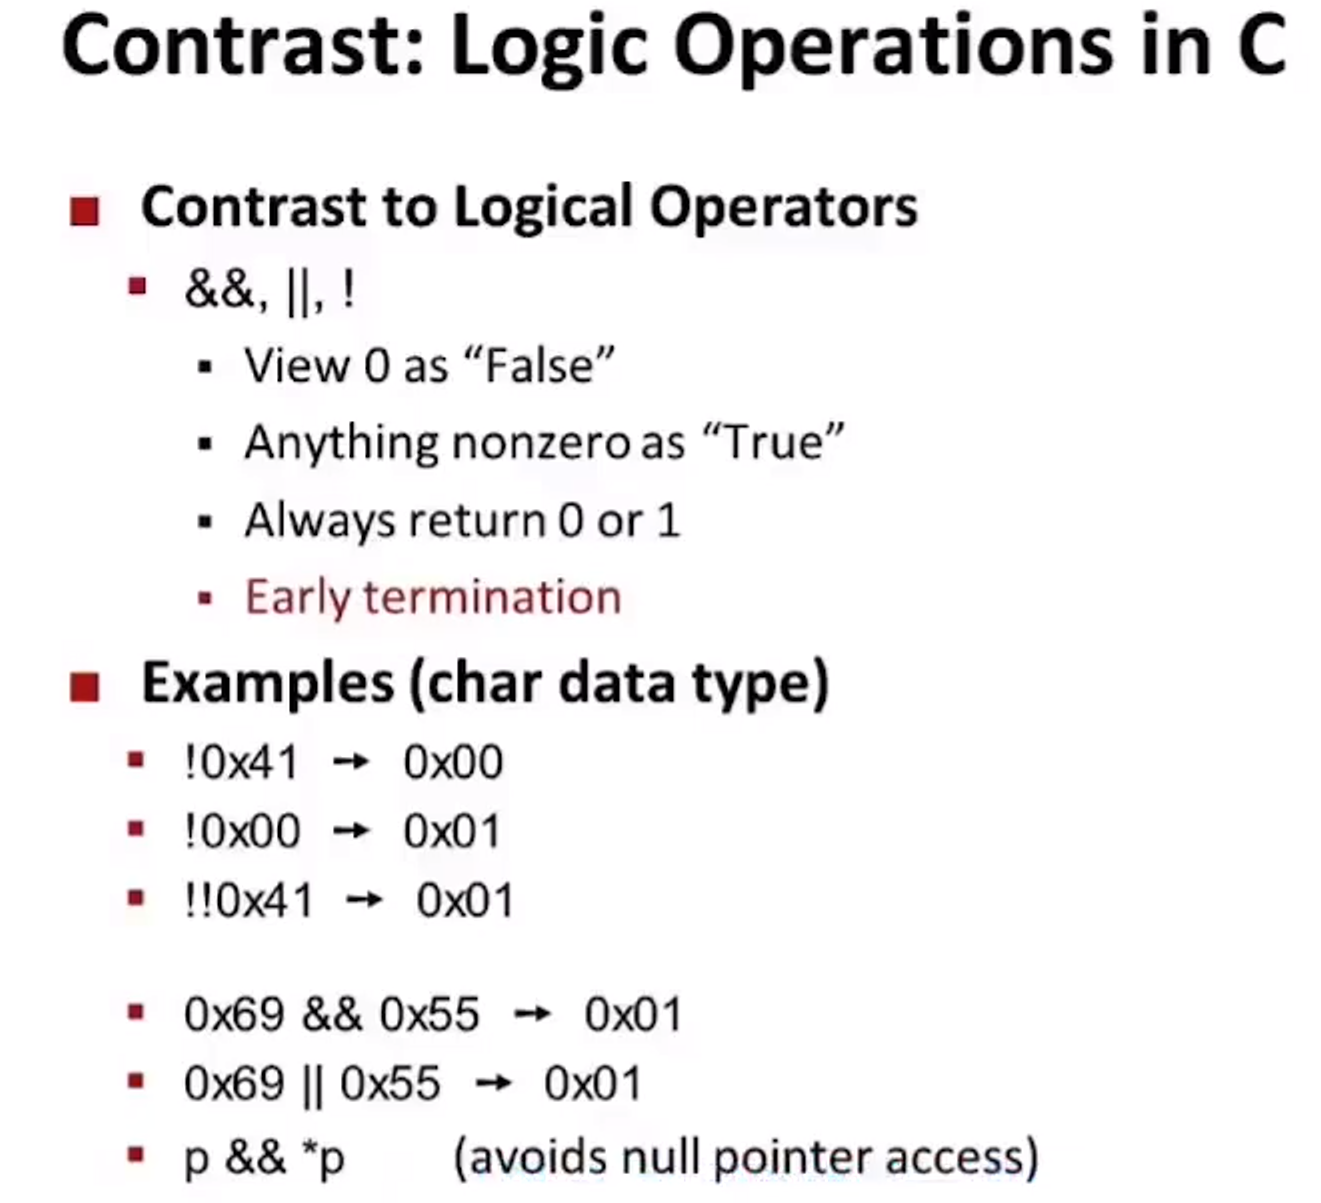 Contrast: Logic Operations in C
Contrast to Logical Operators
&&, ||, !
View 0 as “False”
Anything nonzero as “True”
Always return 0 or 1
Early termination
Examples (char data type)
!0x41 → 0x00
!0x00 → 0x01
!!0x41 → 0x01
0x69 && 0x55 → 0x01
0x69 || 0x55 → 0x01
p && *p (avoids null pointer access)